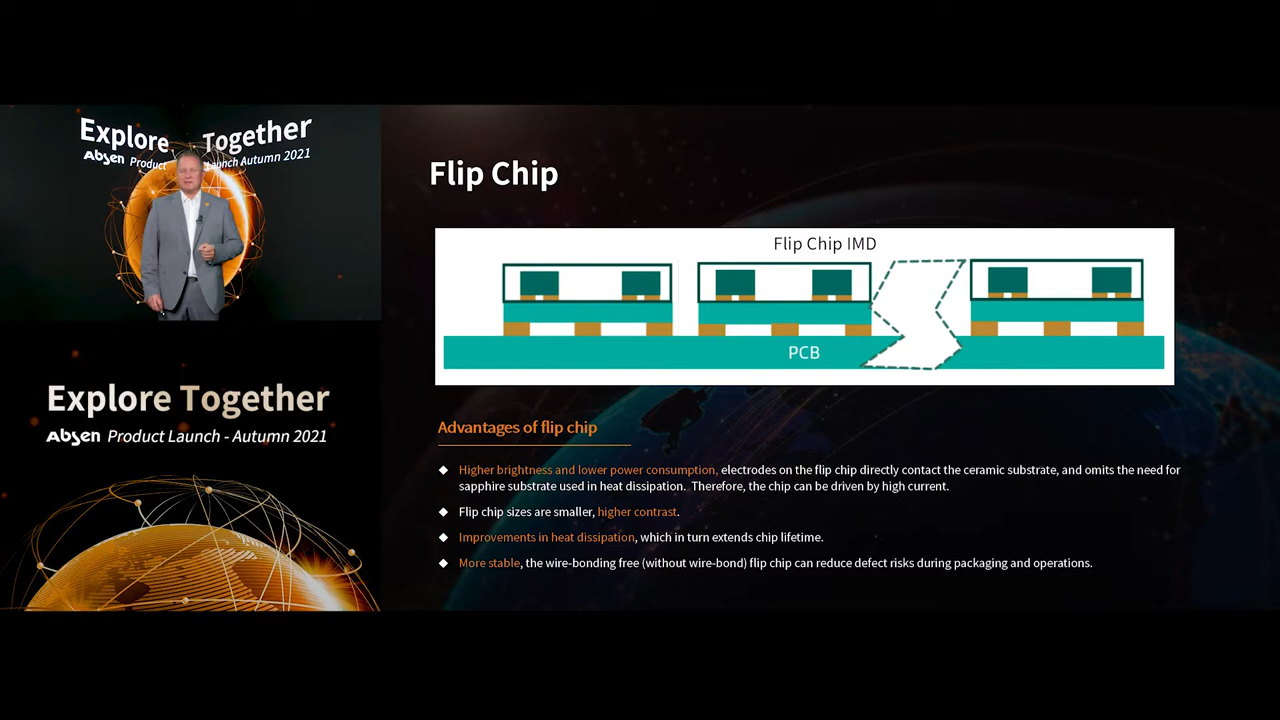 Explore Together
Absen Product Launch Autumn 2021
Explore Together
Absen Product Launch - Autumn 2021
Flip Chip
Flip Chip IMD
PCB
Advantages of flip chip
◆ Higher brightness and lower power consumption, electrodes on the flip chip directly contact the ceramic substrate, and omits the need for
sapphire substrate used in heat dissipation. Therefore, the chip can be driven by high current.
◆ Flip chip sizes are smaller, higher contrast.
◆ Improvements in heat dissipation, which in turn extends chip lifetime.
◆ More stable, the wire-bonding free (without wire-bond) flip chip can reduce defect risks during packaging and operations.